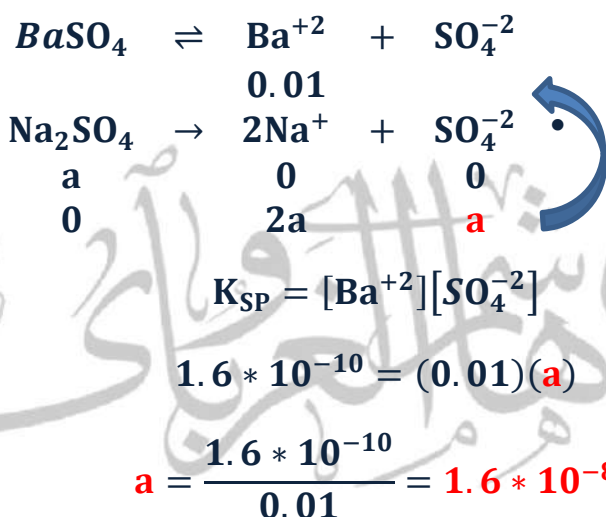 BaSO₄ ⇌ Ba⁺² + SO₄⁻²
0.01
Na₂SO₄ → 2Na⁺ + SO₄⁻² •
a 0 0
0 2a a
K_SP = [Ba⁺²][SO₄⁻²]
1.6 * 10⁻¹⁰ = (0.01)(a)
a = 1.6 * 10⁻¹⁰ / 0.01 = 1.6 * 10⁻⁸